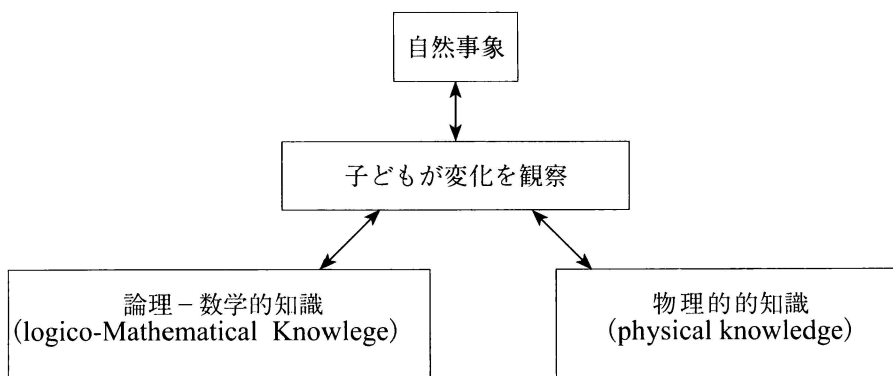 自然事象
子どもが変化を観察
論理－数学的知識
(logico-Mathematical Knowlege)
物理的的知識
(physical knowledge)